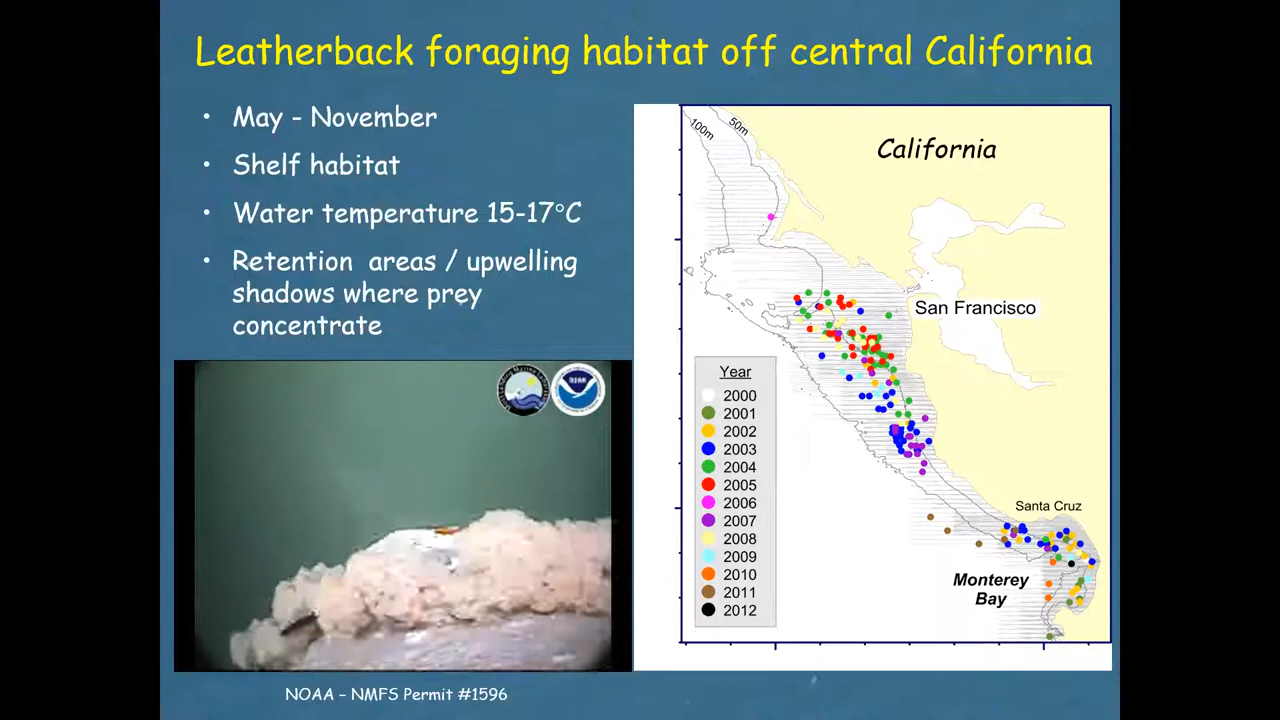 Leatherback foraging habitat off central California
• May - November
• Shelf habitat
• Water temperature 15-17°C
• Retention areas / upwelling
shadows where prey
concentrate
NOAA – NMFS Permit #1596
100m
50m
California
San Francisco
Year
2000
2001
2002
2003
2004
2005
2006
2007
2008
2009
2010
2011
2012
Santa Cruz
Monterey
Bay
NOAA